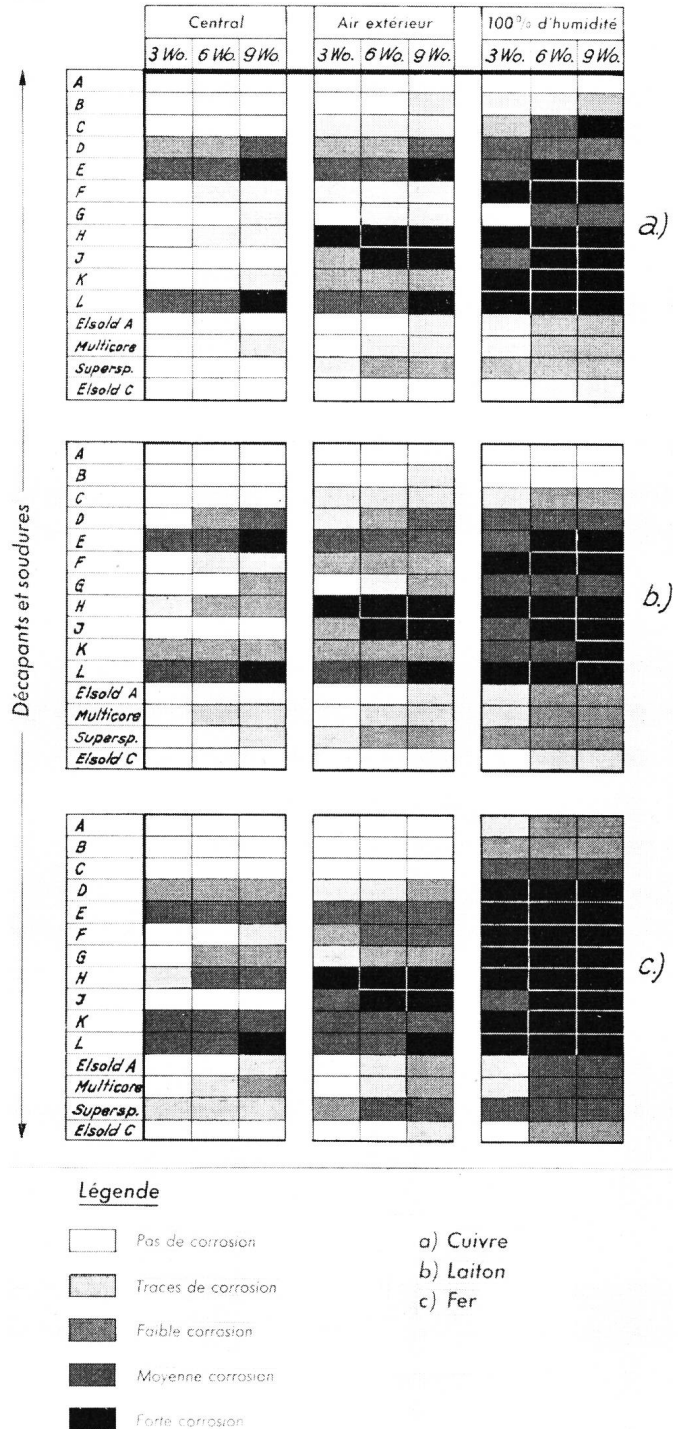 Central Air extérieur 100% d'humidité
3 Wo. 6 Wo. 9 Wo. 3 Wo. 6 Wo. 9 Wo. 3 Wo. 6 Wo. 9 Wo.
Décapants et soudures
A
B
C
D
E
F
G
H
J
K
L
Elsold A
Multicore
Supersp.
Elsold C
a.)
A
B
C
D
E
F
G
H
J
K
L
Elsold A
Multicore
Supersp.
Elsold C
b.)
A
B
C
D
E
F
G
H
J
K
L
Elsold A
Multicore
Supersp.
Elsold C
c.)
Légende
Pas de corrosion
Traces de corrosion
Faible corrosion
Moyenne corrosion
Forte corrosion
a) Cuivre
b) Laiton
c) Fer